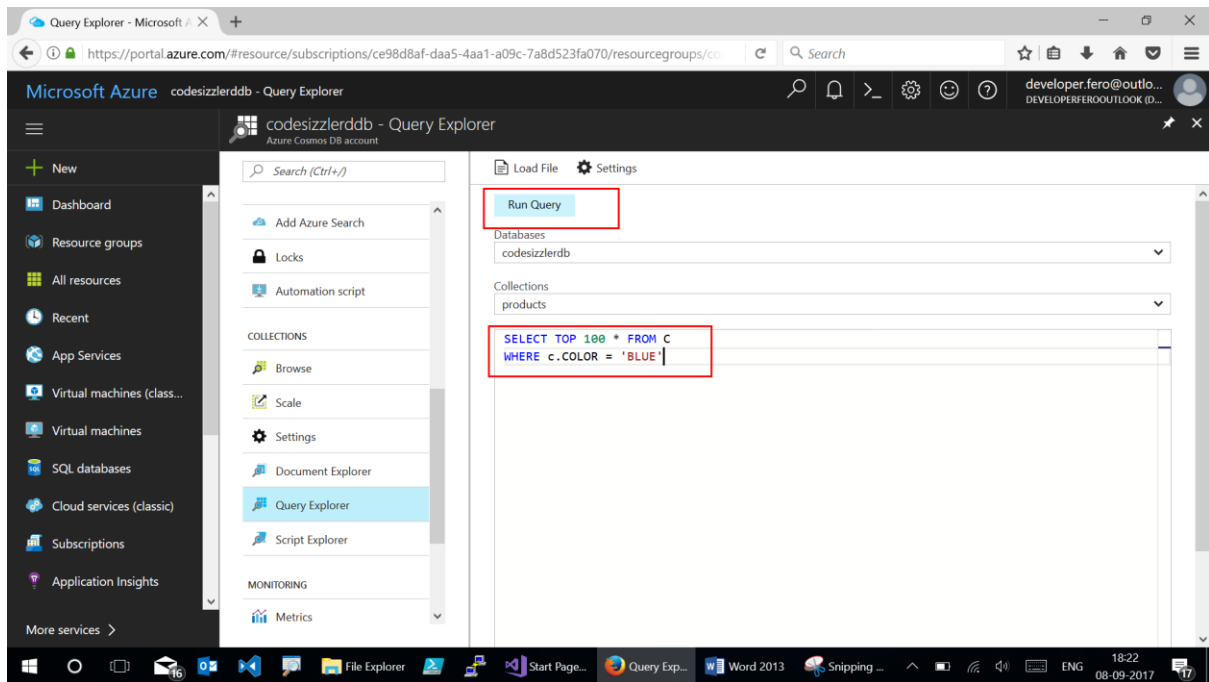 Query Explorer - Microsoft A
https://portal.azure.com/#resource/subscriptions/ce98d8af-daa5-4aa1-a09c-7a8d523fa070/resourcegroups/co
Search
Microsoft Azure codesizzlerddb - Query Explorer
developer.fero@outlo...
DEVELOPERFEROOUTLOOK (D...
codesizzlerddb - Query Explorer
Azure Cosmos DB account
New
Dashboard
Resource groups
All resources
Recent
App Services
Virtual machines (class...
Virtual machines
SQL databases
Cloud services (classic)
Subscriptions
Application Insights
More services >
Search (Ctrl+/)
Add Azure Search
Locks
Automation script
COLLECTIONS
Browse
Scale
Settings
Document Explorer
Query Explorer
Script Explorer
MONITORING
Metrics
Load File Settings
Run Query
Databases
codesizzlerdb
Collections
products
SELECT TOP 100 * FROM C
WHERE c.COLOR = 'BLUE'
16
File Explorer
Start Page...
Query Exp...
Word 2013
Snipping ...
ENG
18:22
08-09-2017
17